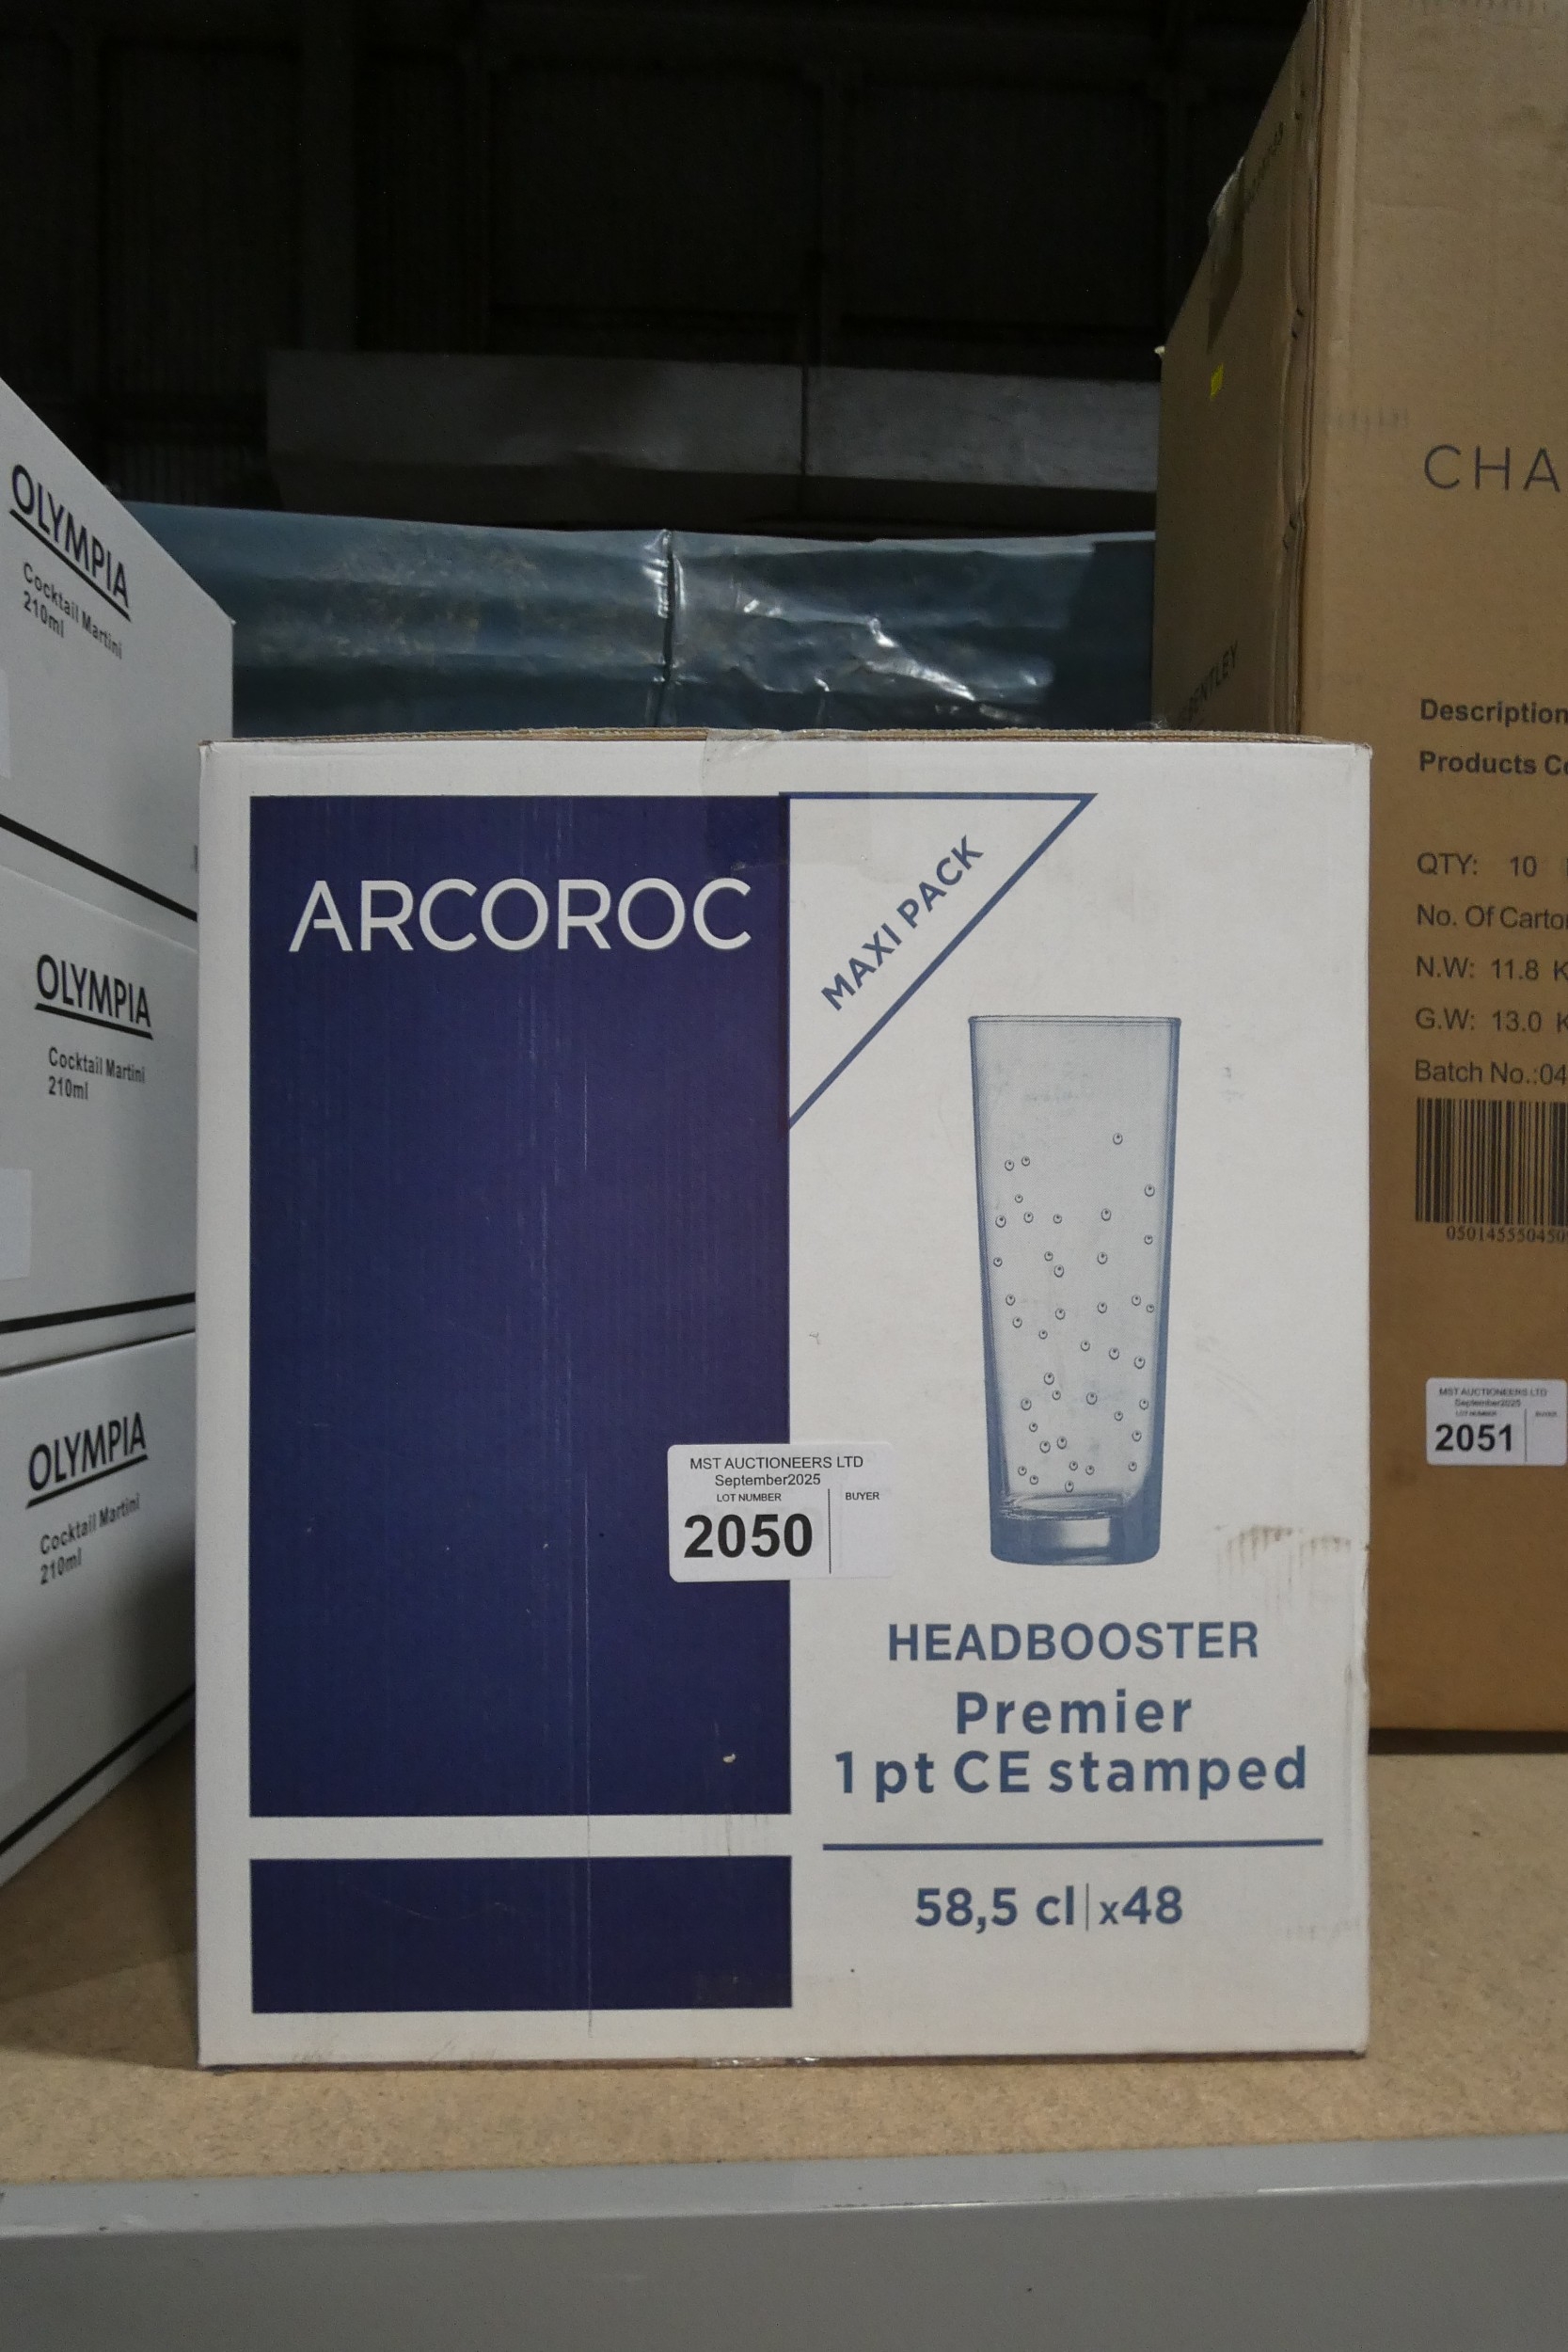 OLYMPIA
Cocktail Martini
210ml
OLYMPIA
Cocktail Martini
210ml
OLYMPIA
Cocktail Martini
210ml
ARCOROC
MAXI PACK
MST AUCTIONEERS LTD
September2025
LOT NUMBER
BUYER
2050
HEADBOOSTER
Premier
1 pt CE stamped
58,5 cl | x48
CHA
Description
Products C
QTY: 10
No. Of Carto
N.W: 11.8 K
G.W: 13.0 K
Batch No.:04
MST AUCTIONEERS LTD
September2025
LOT NUMBER
BUYER
2051